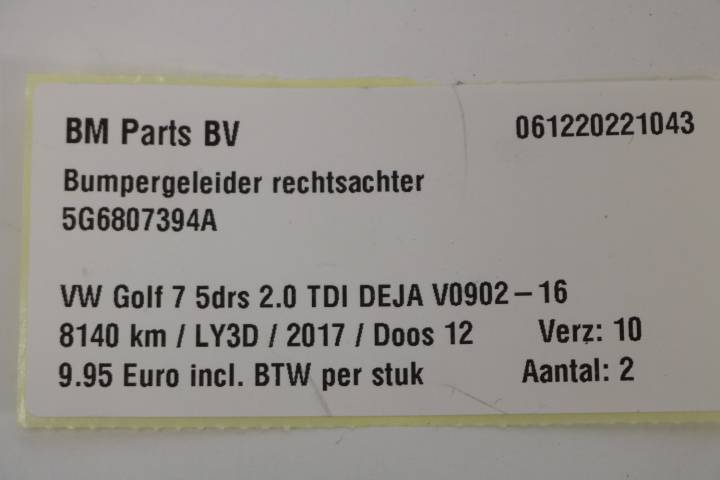 BM Parts BV 061220221043
Bumpergeleider rechtsachter
5G6807394A
VW Golf 7 5drs 2.0 TDI DEJA V0902-16
8140 km / LY3D / 2017 / Doos 12 Verz: 10
9.95 Euro incl. BTW per stuk Aantal: 2